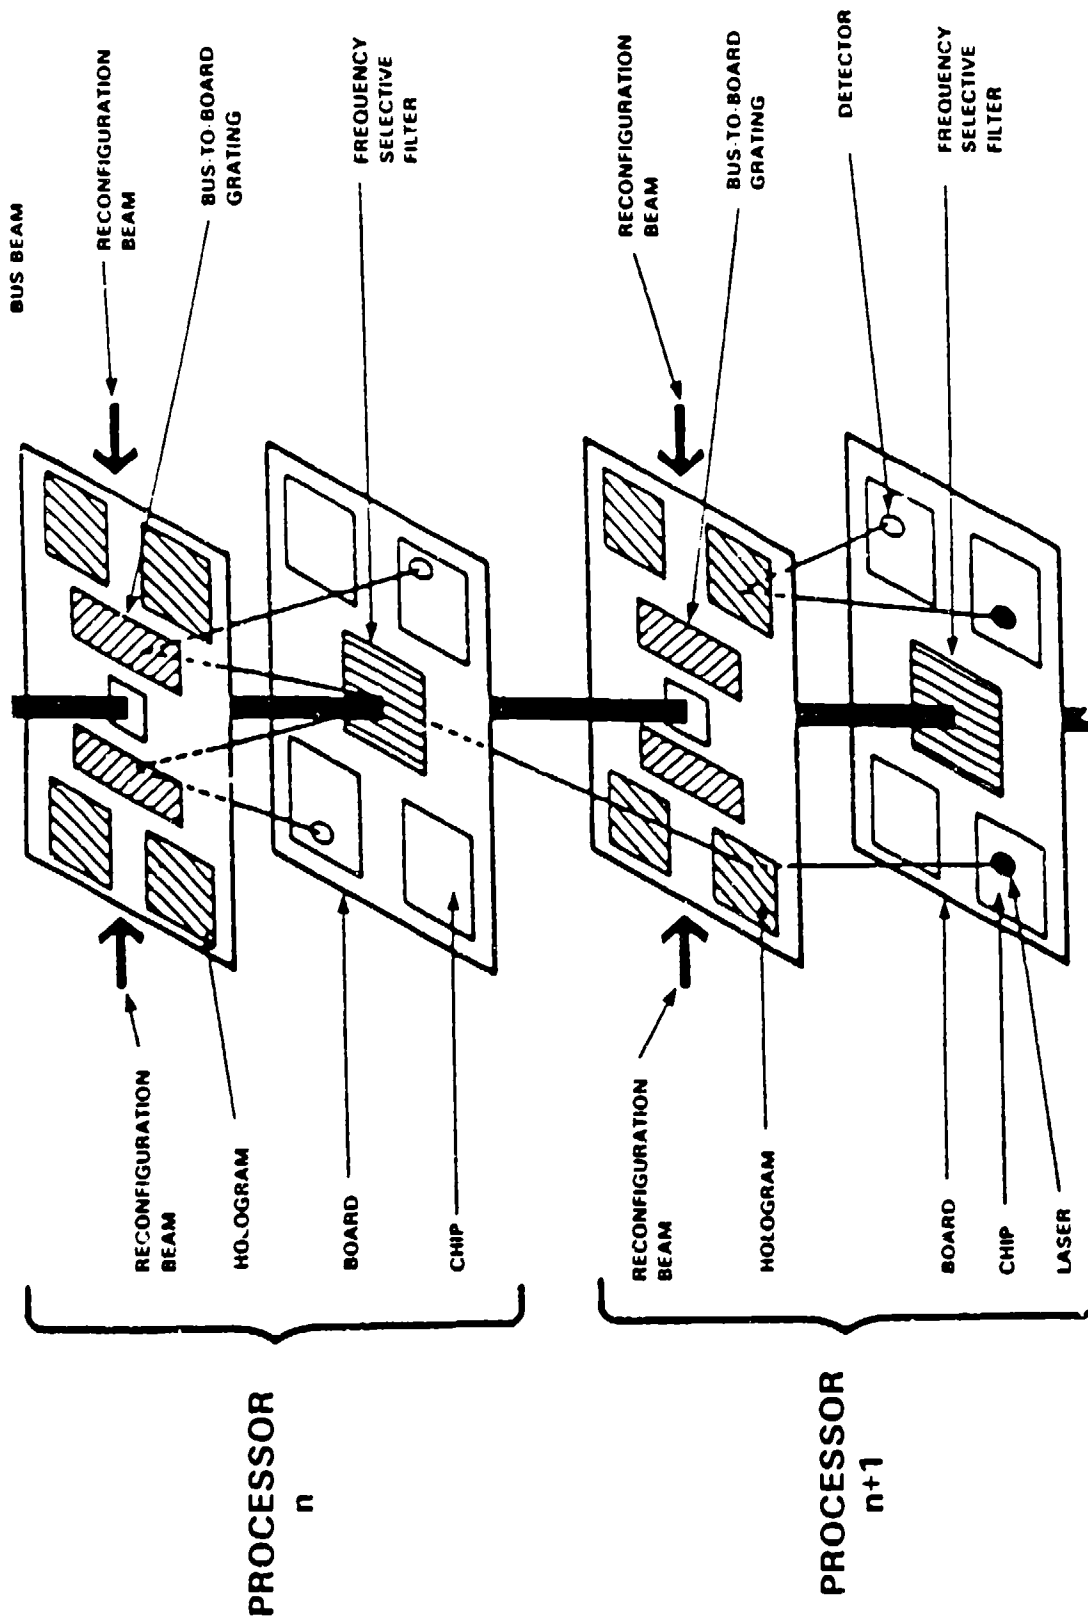 BUS BEAM
RECONFIGURATION
BEAM
BUS-TO-BOARD
GRATING
FREQUENCY
SELECTIVE
FILTER
RECONFIGURATION
BEAM
BUS-TO-BOARD
GRATING
DETECTOR
FREQUENCY
SELECTIVE
FILTER
RECONFIGURATION
BEAM
HOLOGRAM
BOARD
CHIP
RECONFIGURATION
BEAM
HOLOGRAM
BOARD
CHIP
LASER
PROCESSOR
n
PROCESSOR
n+1